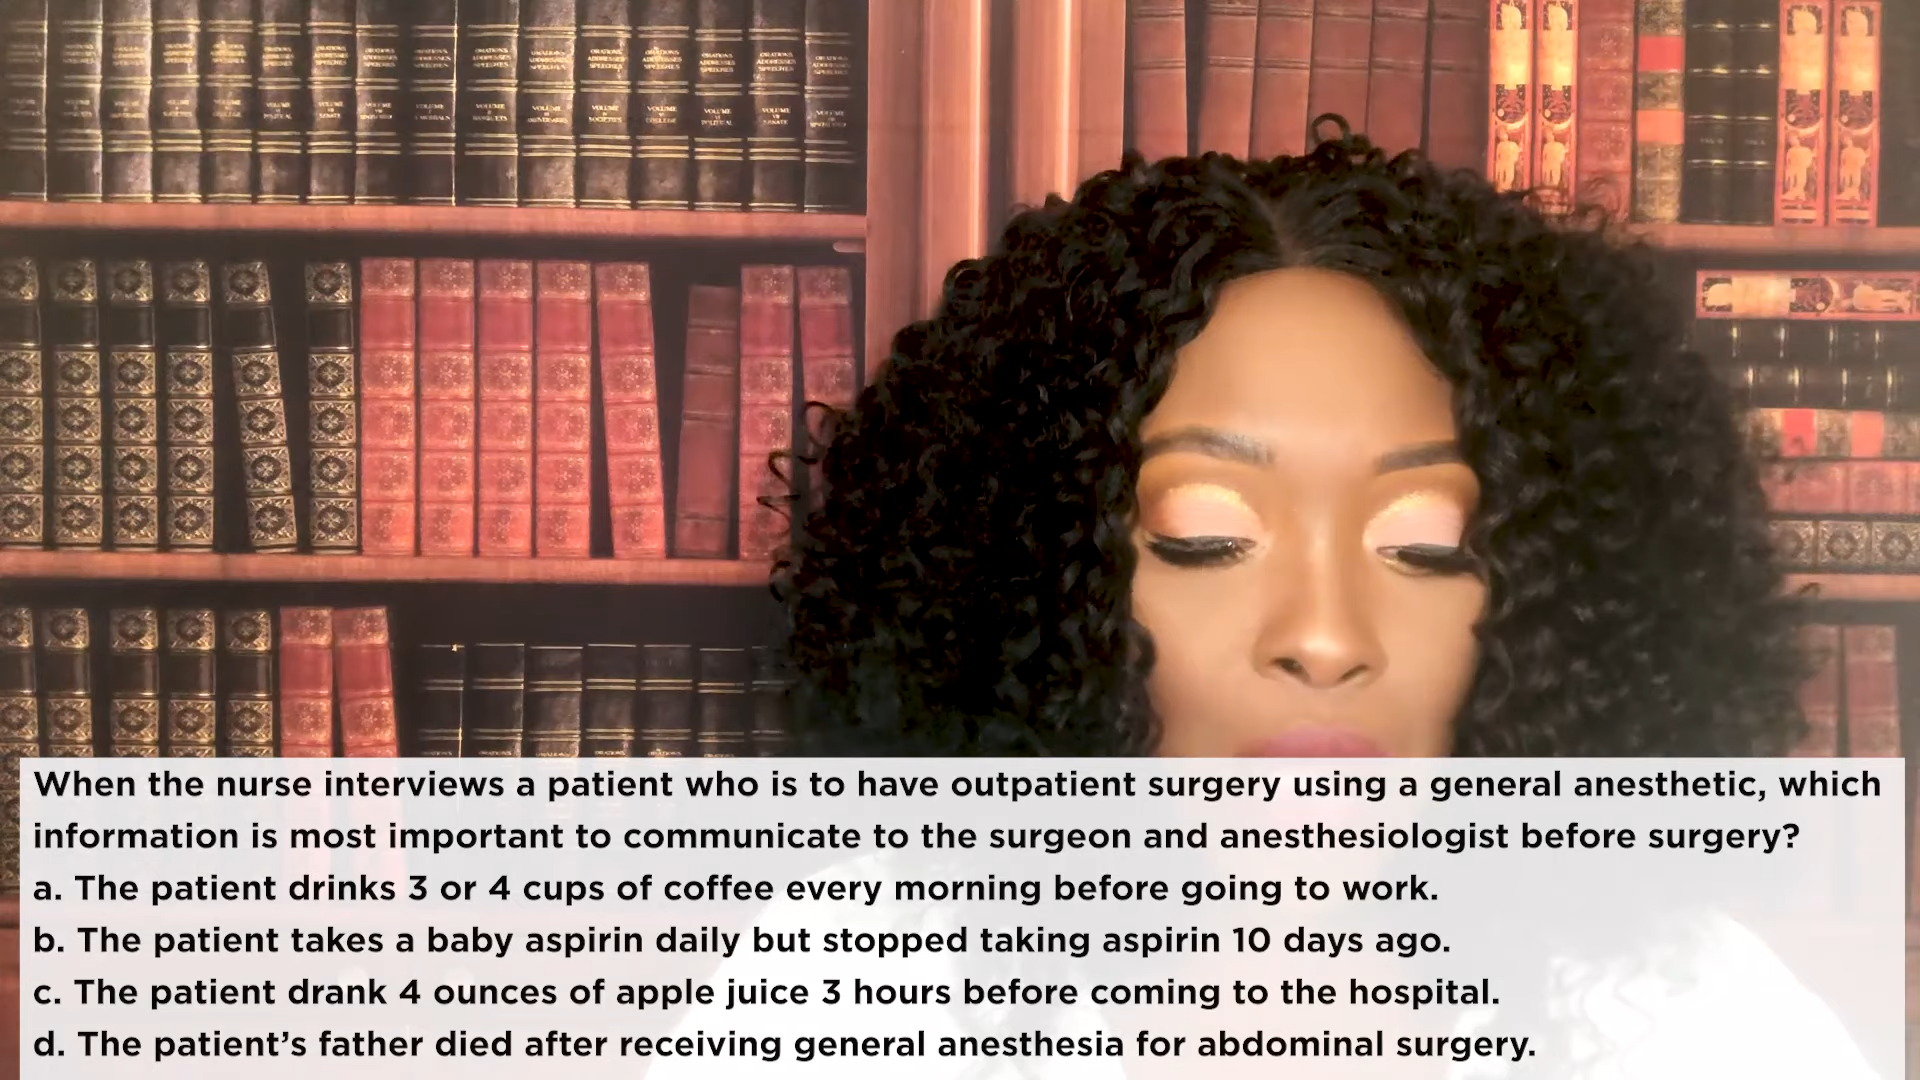 ORATIONS ADDRESSES SPEECHES
VOLUME
When the nurse interviews a patient who is to have outpatient surgery using a general anesthetic, which
information is most important to communicate to the surgeon and anesthesiologist before surgery?
a. The patient drinks 3 or 4 cups of coffee every morning before going to work.
b. The patient takes a baby aspirin daily but stopped taking aspirin 10 days ago.
c. The patient drank 4 ounces of apple juice 3 hours before coming to the hospital.
d. The patient’s father died after receiving general anesthesia for abdominal surgery.